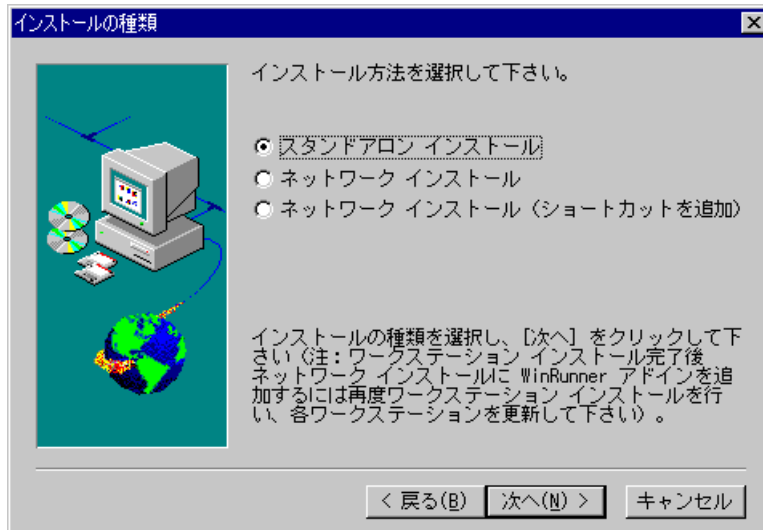 インストールの種類
インストール方法を選択して下さい。
スタンドアロン インストール
ネットワーク インストール
ネットワーク インストール（ショートカットを追加）
インストールの種類を選択し、[次へ] をクリックして下
さい（注：ワークステーション インストール完了後
ネットワーク インストールに WinRunner アドインを追
加するには再度ワークステーション インストールを行
い、各ワークステーションを更新して下さい）。
< 戻る(B)
次へ(N) >
キャンセル